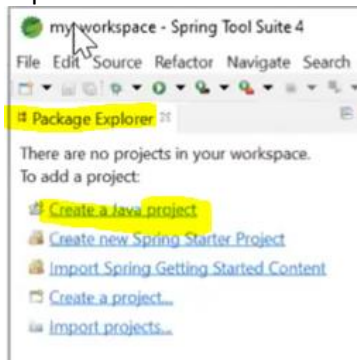 my-workspace - Spring Tool Suite 4
File Edit Source Refactor Navigate Search
Package Explorer
There are no projects in your workspace.
To add a project:
Create a Java project
Create new Spring Starter Project
Import Spring Getting Started Content
Create a project...
Import projects...